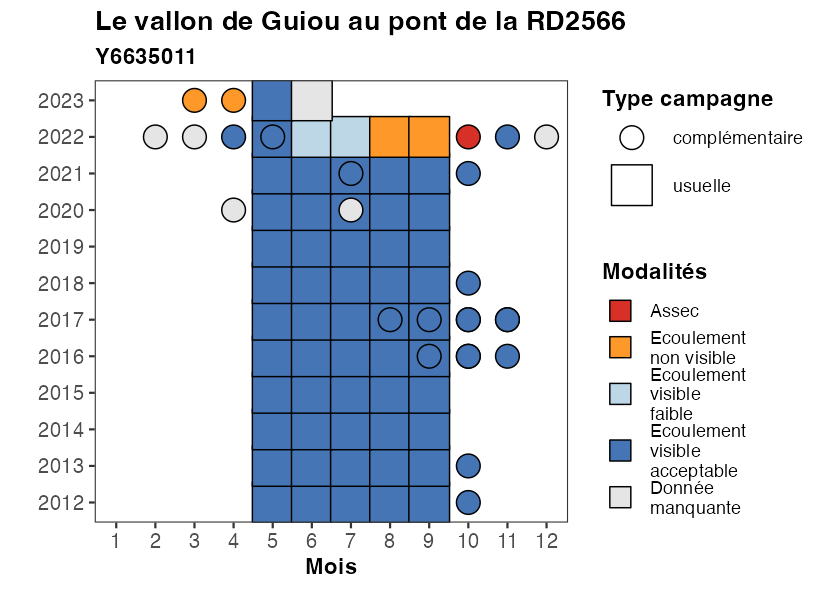 Le vallon de Guiou au pont de la RD2566
Y6635011
2023
2022
2021
2020
2019
2018
2017
2016
2015
2014
2013
2012
1 2 3 4 5 6 7 8 9 10 11 12
Mois
Type campagne
complémentaire
usuelle
Modalités
Assec
Ecoulement
non visible
Ecoulement
visible
faible
Ecoulement
visible
acceptable
Donnée
manquante